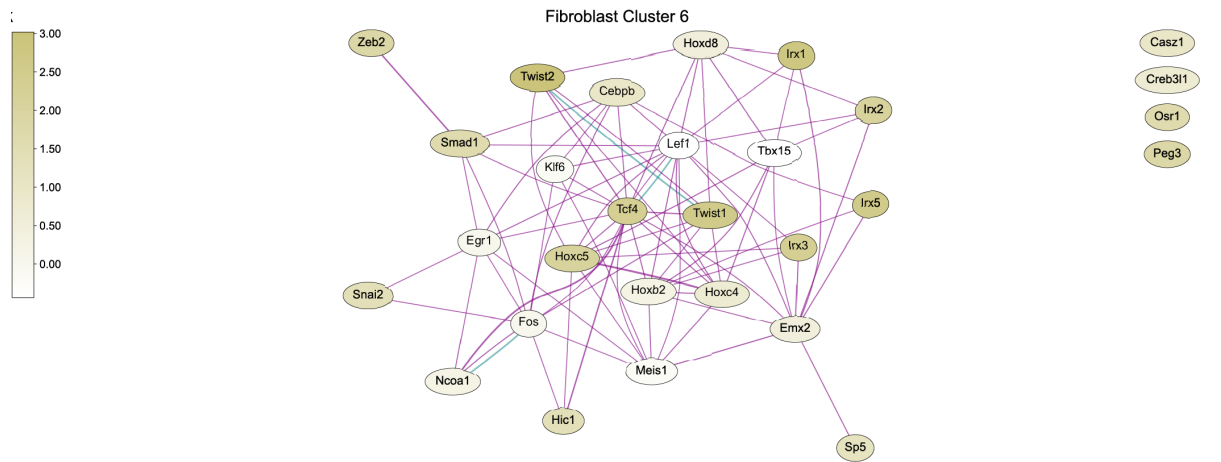 Fibroblast Cluster 6
3.00
2.50
2.00
1.50
1.00
0.50
0.00
Zeb2
Hoxd8
Irx1
Casz1
Twist2
Cebpb
Creb3l1
Irx2
Osr1
Smad1
Lef1
Tbx15
Peg3
Klf6
Tcf4
Twist1
Irx5
Egr1
Hoxc5
Irx3
Snai2
Hoxb2
Hoxc4
Fos
Emx2
Ncoa1
Meis1
Hic1
Sp5